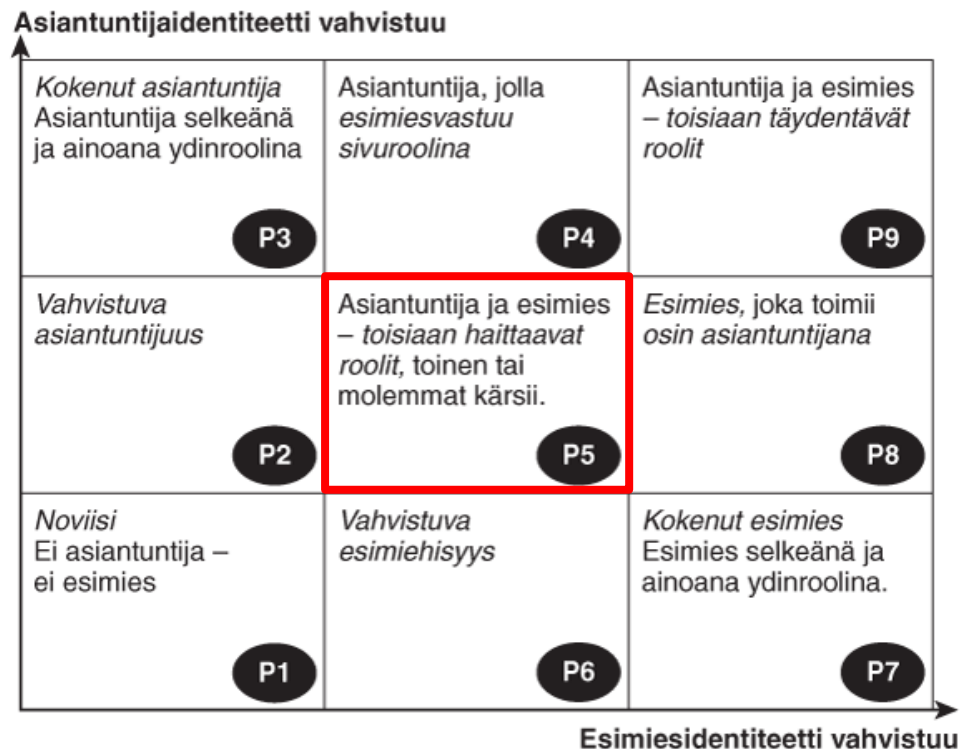 Asiantuntijaidentiteetti vahvistuu
Kokenut asiantuntija
Asiantuntija selkeänä
ja ainoana ydinroolina
P3
Asiantuntija, jolla
esimiesvastuu
sivuroolina
P4
Asiantuntija ja esimies
– toisiaan täydentävät
roolit
P9
Vahvistuva
asiantuntijuus
P2
Asiantuntija ja esimies
– toisiaan haittaavat
roolit, toinen tai
molemmat kärsii.
P5
Esimies, joka toimii
osin asiantuntijana
P8
Noviisi
Ei asiantuntija –
ei esimies
P1
Vahvistuva
esimiehisyys
P6
Kokenut esimies
Esimies selkeänä ja
ainoana ydinroolina.
P7
Esimiesidentiteetti vahvistuu